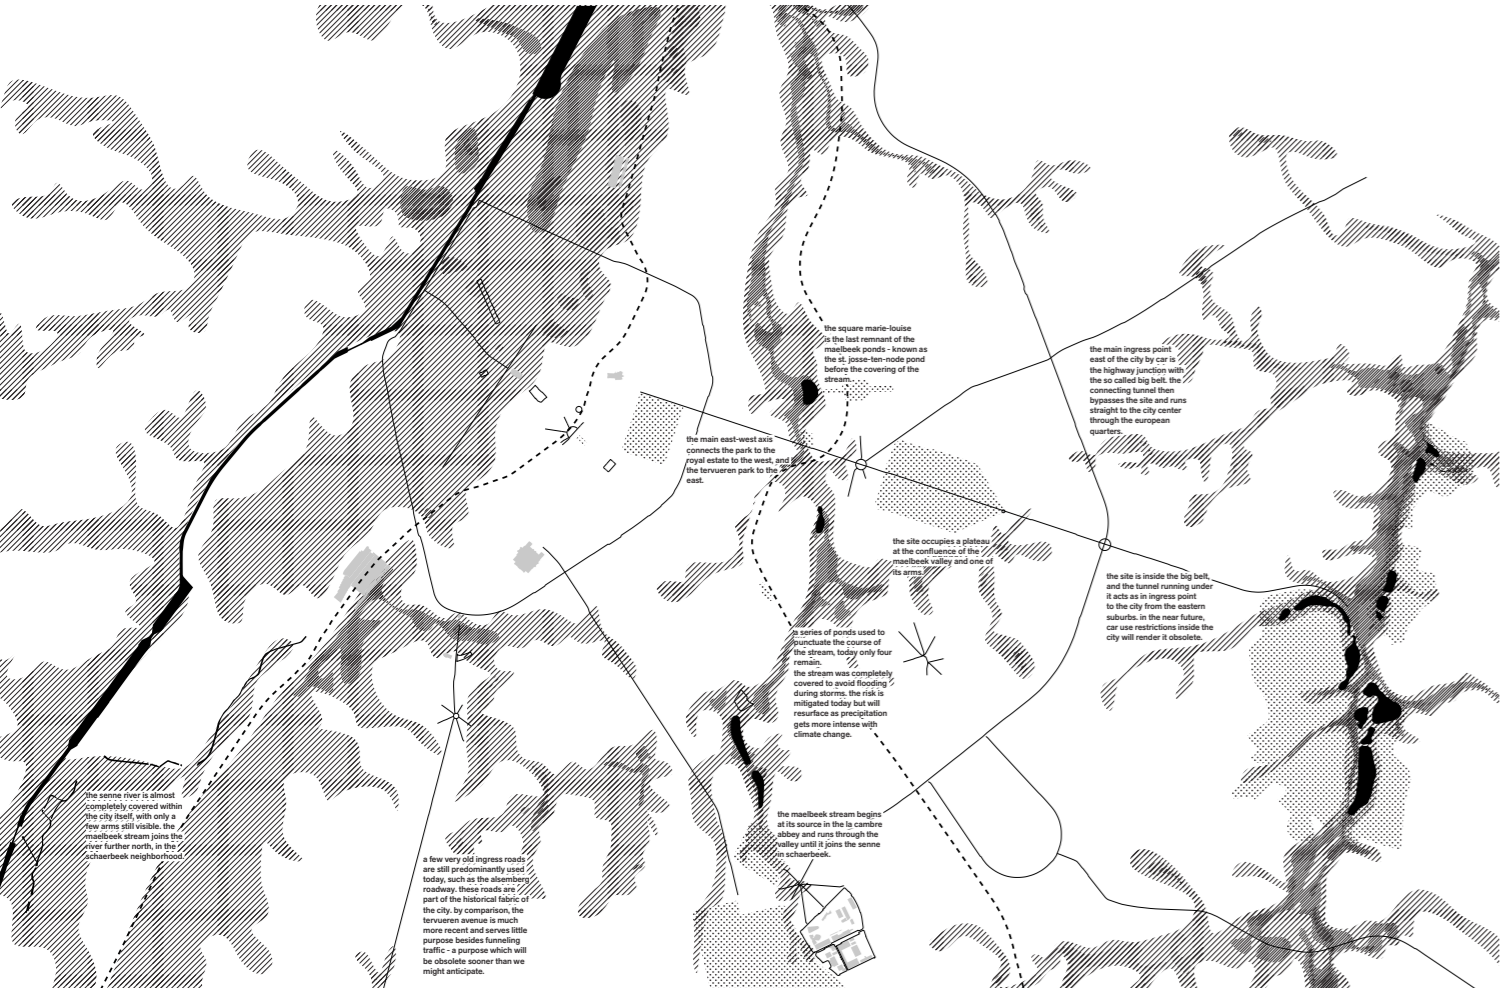 the square marie-louise
is the last remnant of the
maelbeek ponds - known as
the st. josse-ten-node pond
before the covering of the
stream.
the main ingress point
east of the city by car is
the highway junction with
the so called big belt. the
connecting tunnel then
bypasses the site and runs
straight to the city center
through the european
quarters.
the main east-west axis
connects the park to the
royal estate to the west, and
the tervueren park to the
east.
the site occupies a plateau
at the confluence of the
maelbeek valley and one of
its arms.
the site is inside the big belt,
and the tunnel running under
it acts as in ingress point
to the city from the eastern
suburbs. in the near future,
car use restrictions inside the
city will render it obsolete.
a series of ponds used to
punctuate the course of
the stream, today only four
remain.
the stream was completely
covered to avoid flooding
during storms. the risk is
mitigated today but will
resurface as precipitation
gets more intense with
climate change.
the senne river is almost
completely covered within
the city itself, with only a
few arms still visible. the
maelbeek stream joins the
river further north, in the
schaerbeek neighborhood
the maelbeek stream begins
at its source in the la cambre
abbey and runs through the
valley until it joins the senne
in schaerbeek.
a few very old ingress roads
are still predominantly used
today, such as the alsemberg
roadway. these roads are
part of the historical fabric of
the city. by comparison, the
tervueren avenue is much
more recent and serves little
purpose besides funneling
traffic - a purpose which will
be obsolete sooner than we
might anticipate.